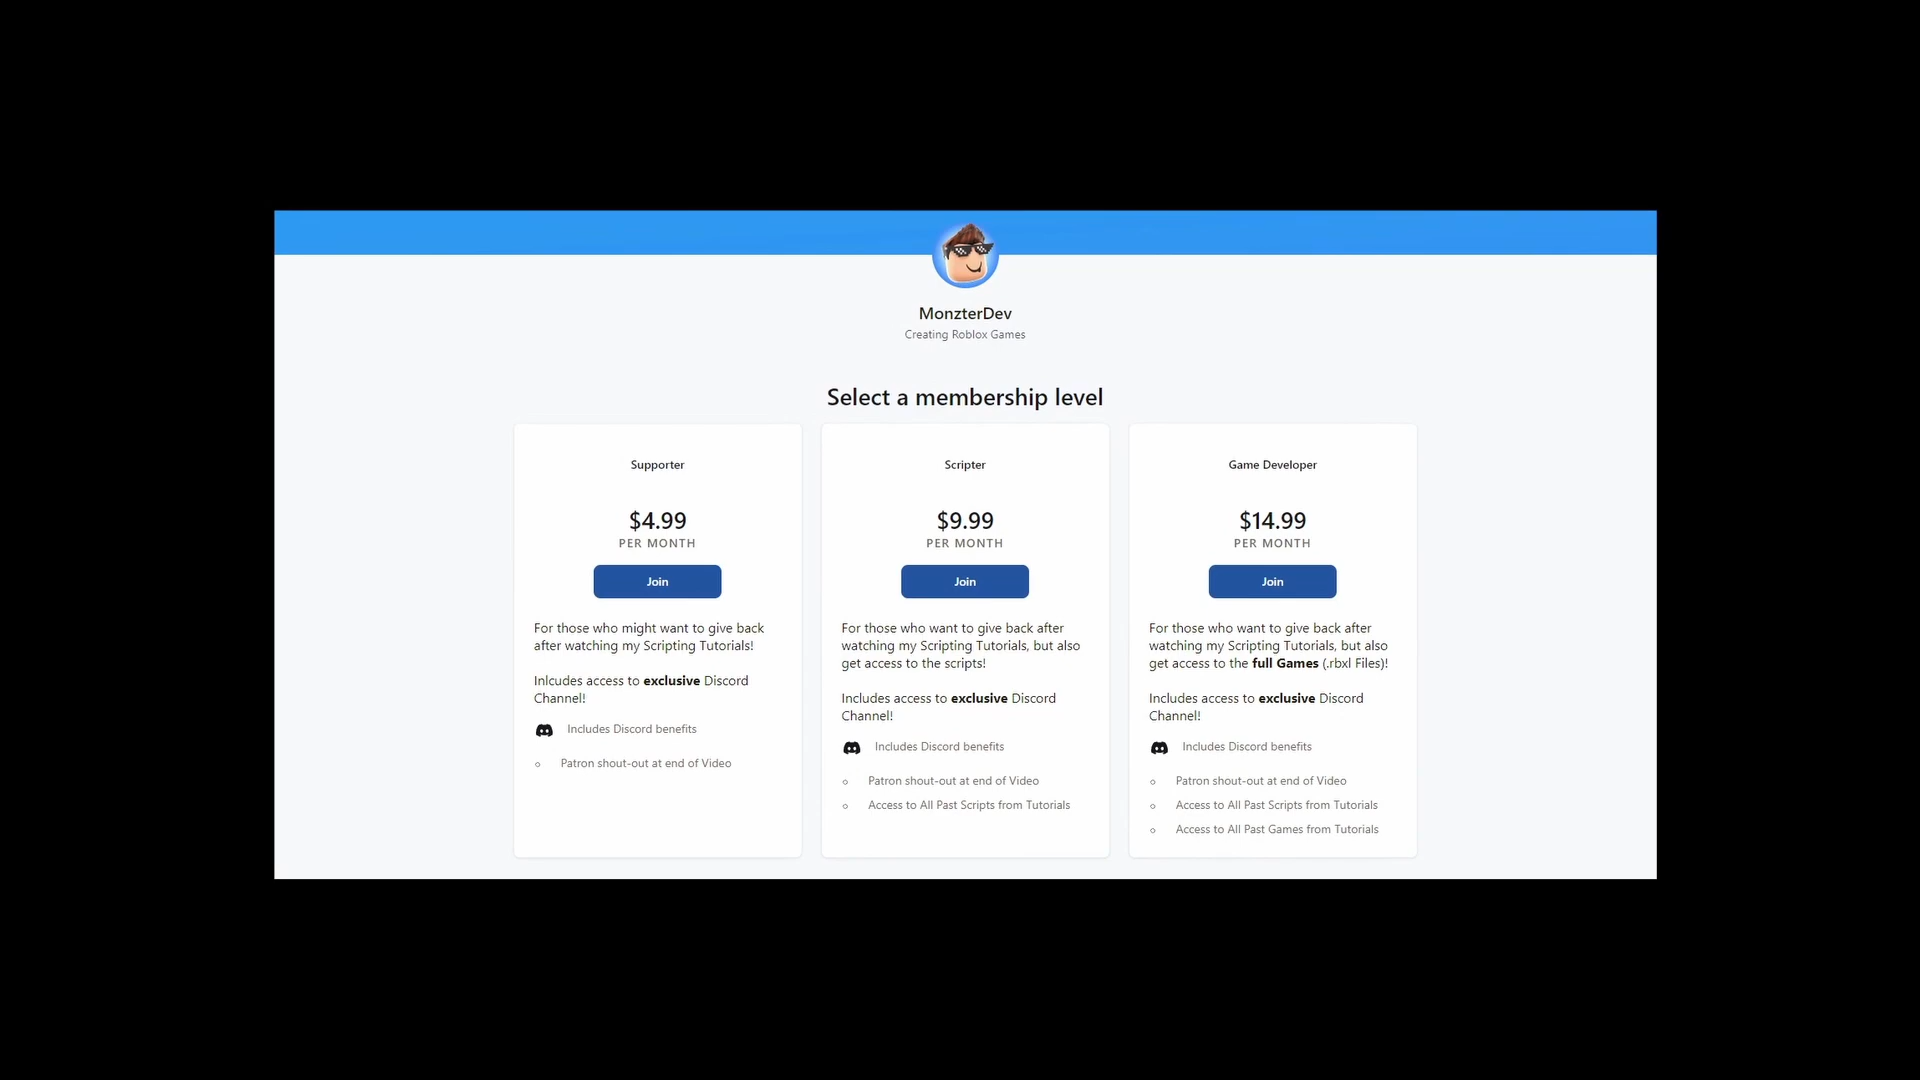 MonzterDev
Creating Roblox Games
Select a membership level
Supporter
$4.99
PER MONTH
Join
For those who might want to give back
after watching my Scripting Tutorials!
Inlcudes access to exclusive Discord
Channel!
Includes Discord benefits
Patron shout-out at end of Video
Scripter
$9.99
PER MONTH
Join
For those who want to give back after
watching my Scripting Tutorials, but also
get access to the scripts!
Includes access to exclusive Discord
Channel!
Includes Discord benefits
Patron shout-out at end of Video
Access to All Past Scripts from Tutorials
Game Developer
$14.99
PER MONTH
Join
For those who want to give back after
watching my Scripting Tutorials, but also
get access to the full Games (.rbxl Files)!
Includes access to exclusive Discord
Channel!
Includes Discord benefits
Patron shout-out at end of Video
Access to All Past Scripts from Tutorials
Access to All Past Games from Tutorials